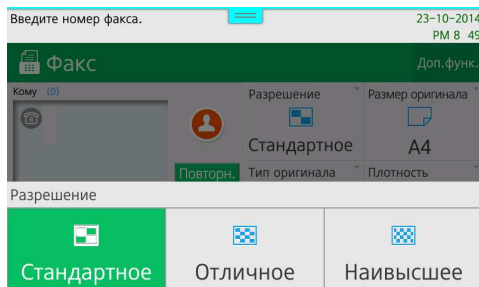 Введите номер факса.
23-10-2014
PM 8 49
Факс
Доп.функ.
Кому (0)
Разрешение
Размер оригинала
Стандартное
A4
Повторн.
Тип оригинала
Плотность
Разрешение
Стандартное
Отличное
Наивысшее